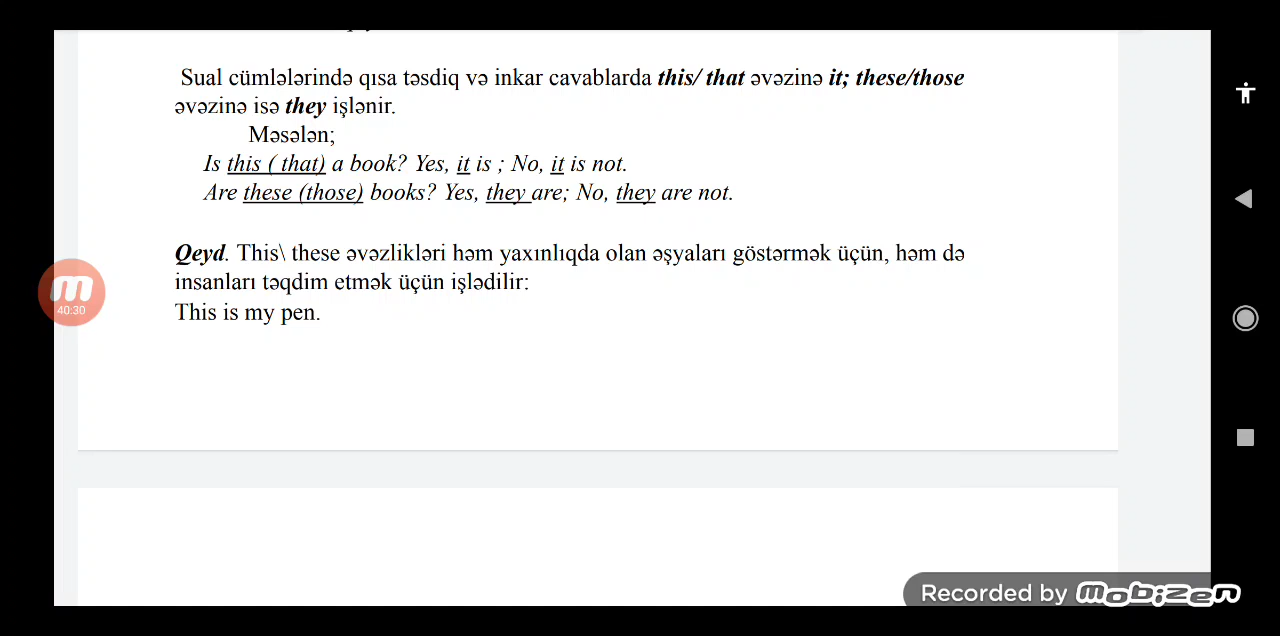 Sual cümlələrində qısa təsdiq və inkar cavablarda this/ that əvəzinə it; these/those
əvəzinə isə they işlənir.
Məsələn;
Is this ( that) a book? Yes, it is ; No, it is not.
Are these (those) books? Yes, they are; No, they are not.
Qeyd. This\ these əvəzlikləri həm yaxınlıqda olan əşyaları göstərmək üçün, həm də
insanları təqdim etmək üçün işlədilir:
This is my pen.
m
40:30
Recorded by mobizen